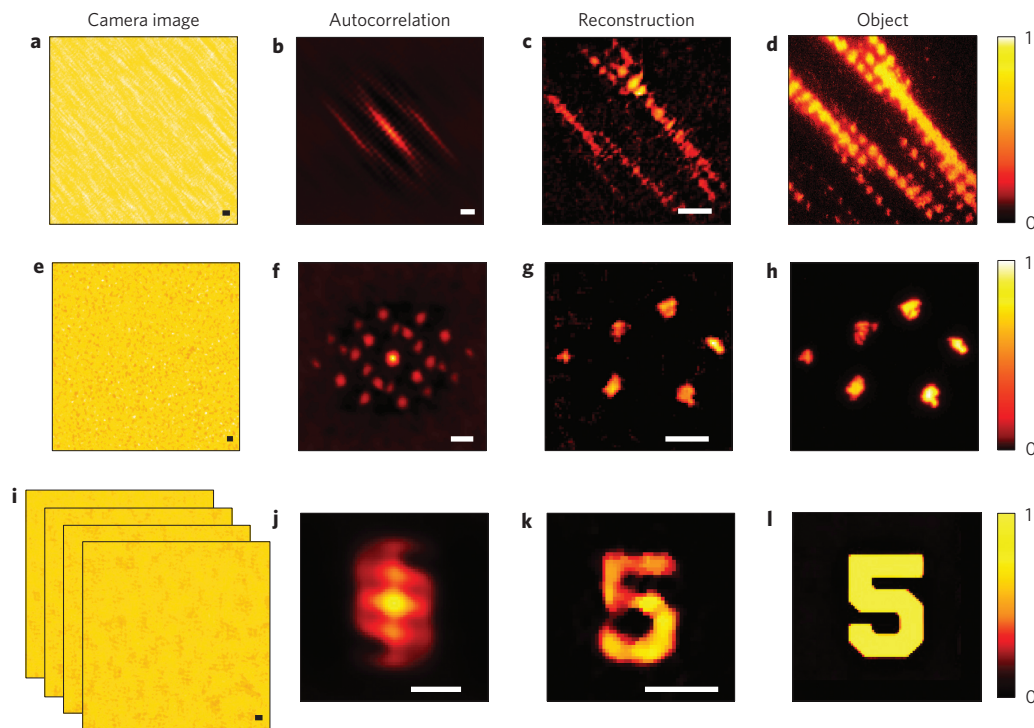 Camera image Autocorrelation Reconstruction Object
a b c d 1
0
e f g h 1
0
i j k l 1
0